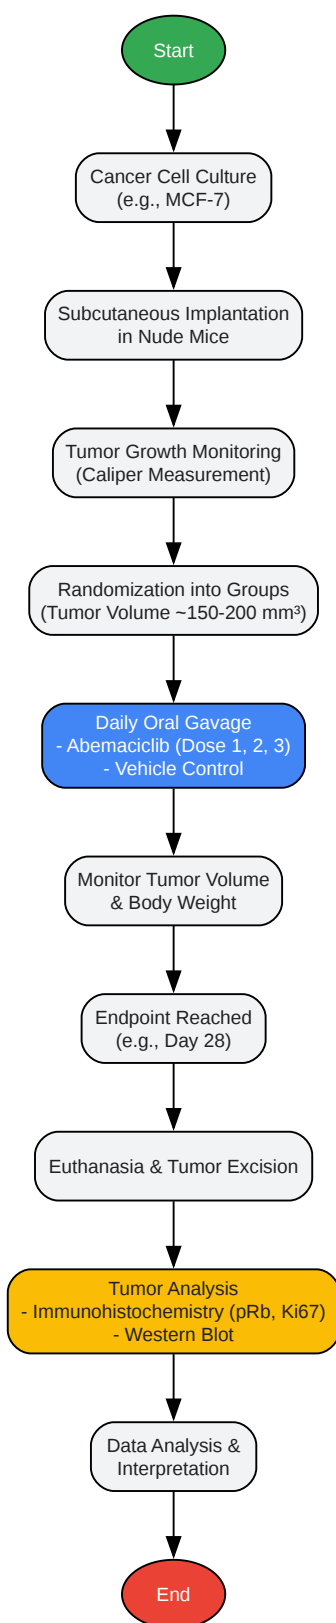 Start
Cancer Cell Culture
(e.g., MCF-7)
Subcutaneous Implantation
in Nude Mice
Tumor Growth Monitoring
(Caliper Measurement)
Randomization into Groups
(Tumor Volume ~150-200 mm³)
Daily Oral Gavage
- Abemaciclib (Dose 1, 2, 3)
- Vehicle Control
Monitor Tumor Volume
& Body Weight
Endpoint Reached
(e.g., Day 28)
Euthanasia & Tumor Excision
Tumor Analysis
- Immunohistochemistry (pRb, Ki67)
- Western Blot
Data Analysis &
Interpretation
End